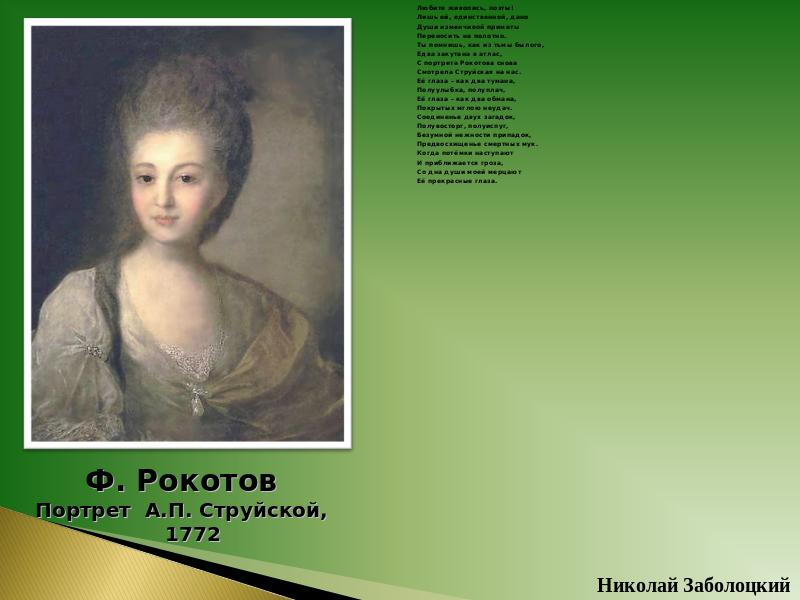 Любите живопись, поэты!
Лишь ей, единственной, дано
Души изменчивой приметы
Переносить на полотно.
Ты помнишь, как из тьмы былого,
Едва закутана в атлас,
С портрета Рокотова снова
Смотрела Струйская на нас.
Её глаза – как два тумана,
Полуулыбка, полуплач,
Её глаза – как два обмана,
Покрытых мглою неудач.
Соединенье двух загадок,
Полувосторг, полуиспуг,
Безумной нежности припадок,
Предвосхищенье смертных мук.
Когда потёмки наступают
И приближается гроза,
Со дна души моей мерцают
Её прекрасные глаза.
Ф. Рокотов
Портрет А.П. Струйской,
1772
Николай Заболоцкий